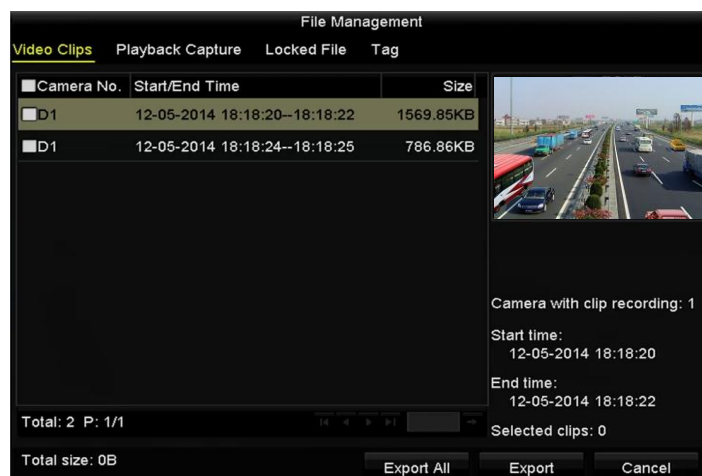 File Management
Video Clips Playback Capture Locked File Tag
Camera No. Start/End Time Size
D1 12-05-2014 18:18:20--18:18:22 1569.85KB
D1 12-05-2014 18:18:24--18:18:25 786.86KB
Camera with clip recording: 1
Start time:
12-05-2014 18:18:20
End time:
12-05-2014 18:18:22
Selected clips: 0
Total: 2 P: 1/1
Total size: 0B
Export All Export Cancel